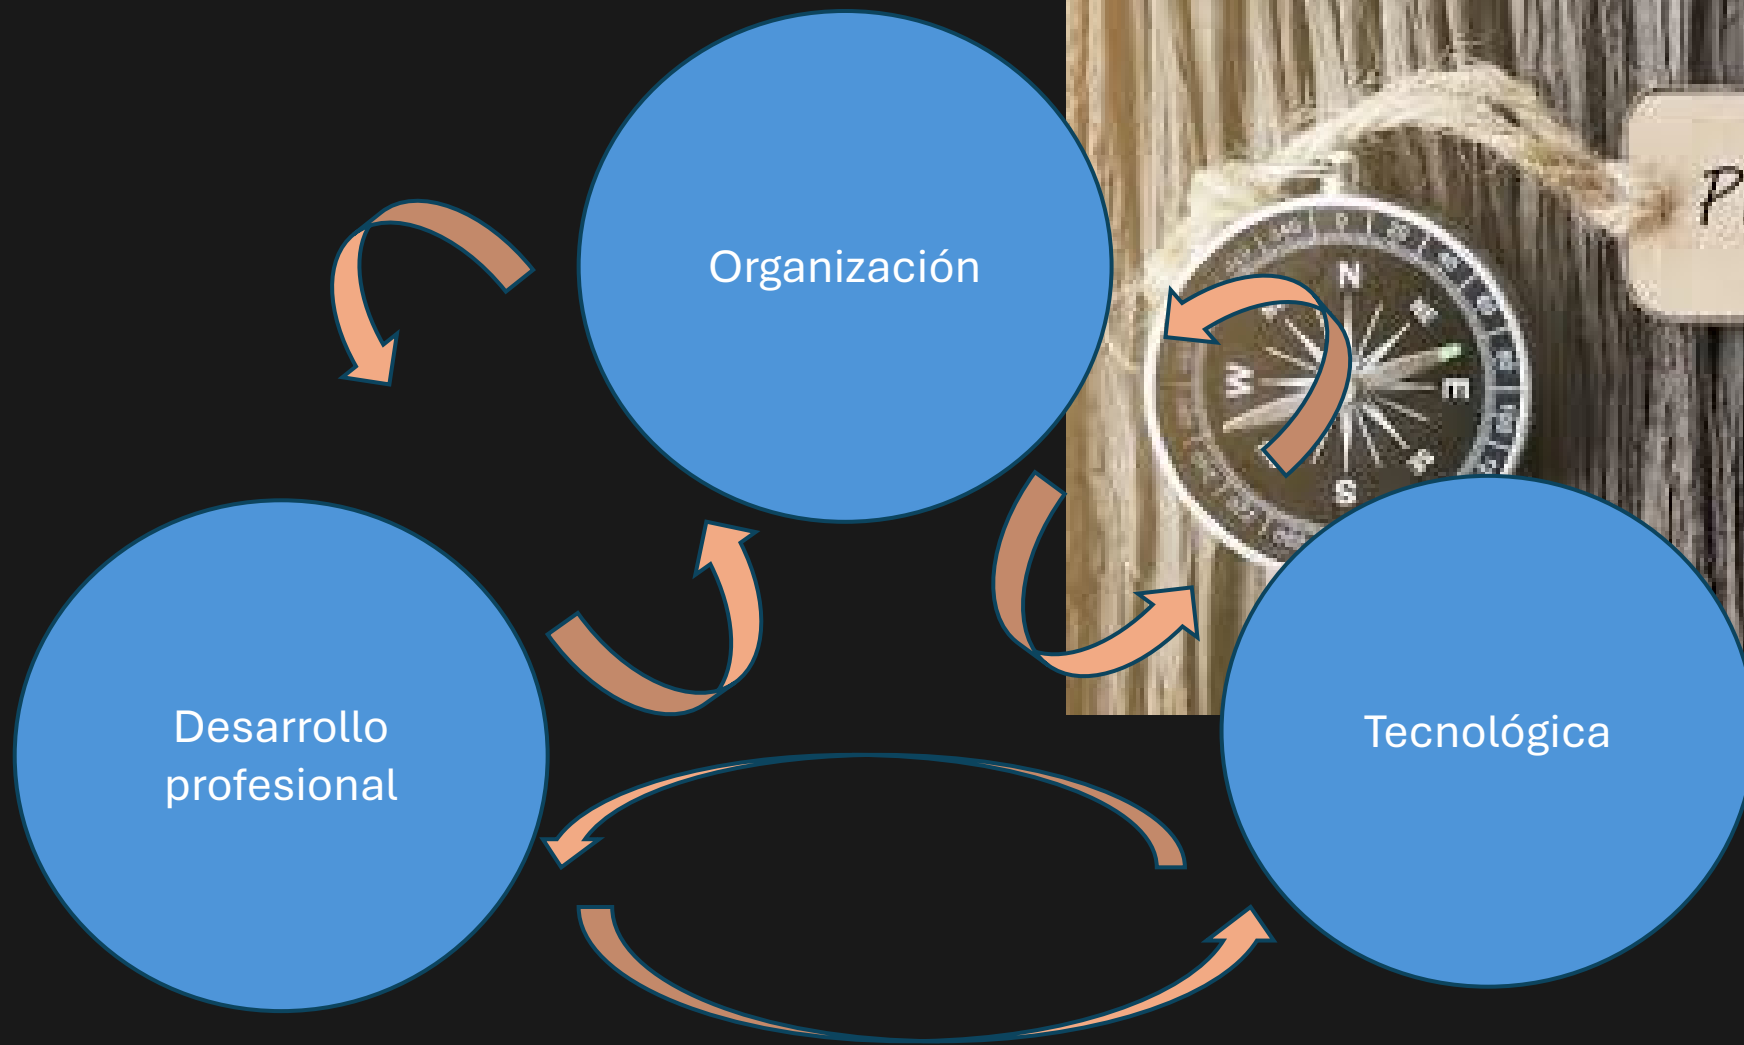 Organización
N
E
S
W
Desarrollo
profesional
Tecnológica